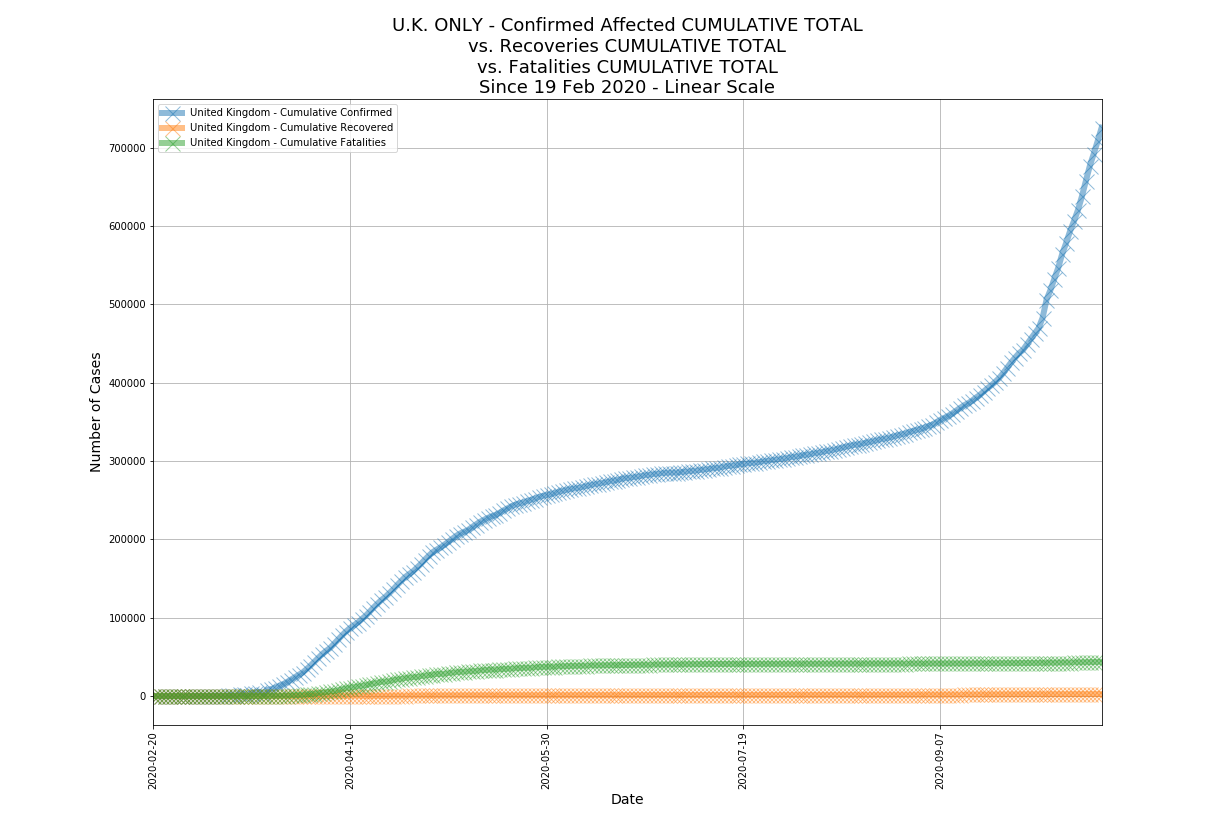 U.K. ONLY - Confirmed Affected CUMULATIVE TOTAL
vs. Recoveries CUMULATIVE TOTAL
vs. Fatalities CUMULATIVE TOTAL
Since 19 Feb 2020 - Linear Scale
United Kingdom - Cumulative Confirmed
United Kingdom - Cumulative Recovered
United Kingdom - Cumulative Fatalities
Number of Cases
700000
600000
500000
400000
300000
200000
100000
0
2020-02-20
2020-04-10
2020-05-30
2020-07-19
2020-09-07
Date